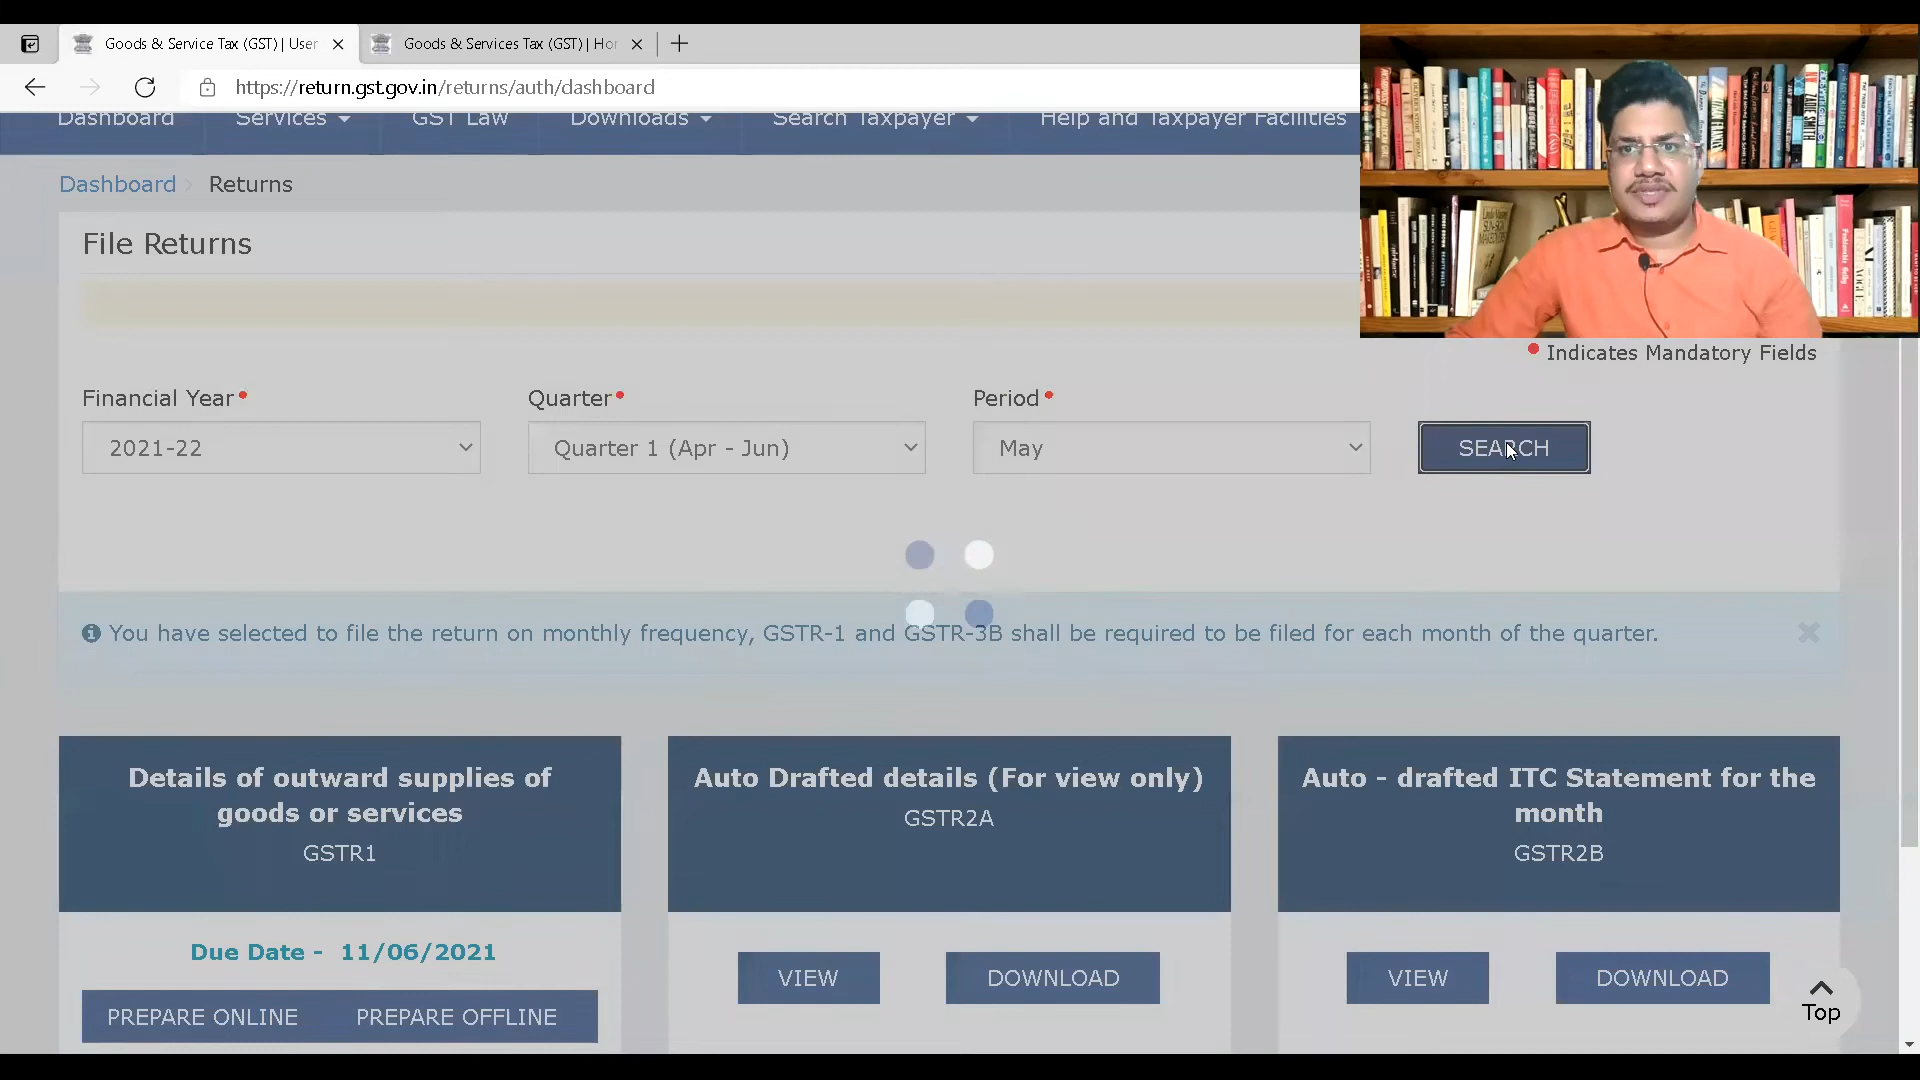 Goods & Service Tax (GST) | User
Goods & Services Tax (GST) | Ho
https://return.gst.gov.in/returns/auth/dashboard
Dashboard Services GST Law Downloads Search Taxpayer Help and Taxpayer Facilities
Dashboard Returns
File Returns
Indicates Mandatory Fields
Financial Year Quarter Period
2021-22 Quarter 1 (Apr - Jun) May SEARCH
You have selected to file the return on monthly frequency, GSTR-1 and GSTR-3B shall be required to be filed for each month of the quarter.
Details of outward supplies of
goods or services
GSTR1
Auto Drafted details (For view only)
GSTR2A
Auto - drafted ITC Statement for the
month
GSTR2B
Due Date - 11/06/2021
PREPARE ONLINE PREPARE OFFLINE
VIEW DOWNLOAD
VIEW DOWNLOAD
Top